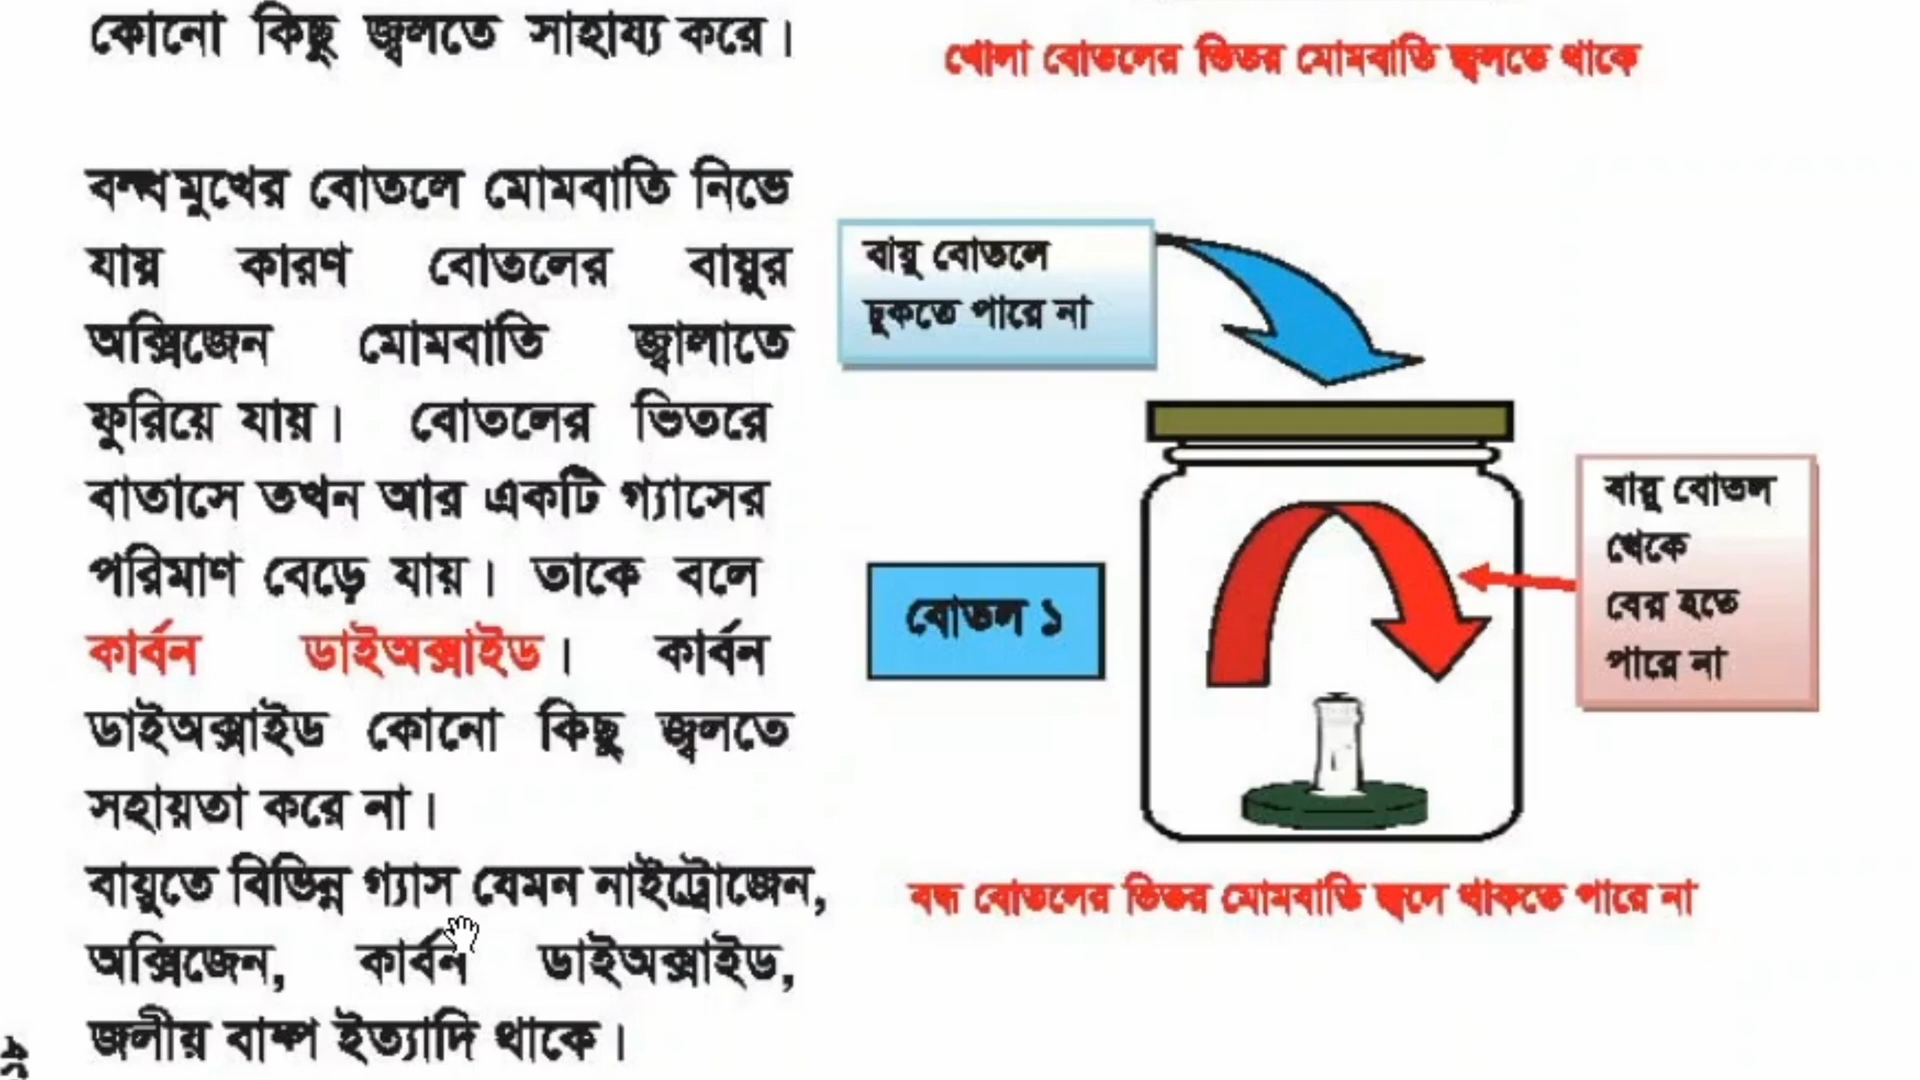 কোনো কিছু জ্বলতে সাহায্য করে।
বন্ধমুখের বোতলে মোমবাতি নিভে
যায় কারণ বোতলের বায়ুর
অক্সিজেন মোমবাতি জ্বালাতে
ফুরিয়ে যায়। বোতলের ভিতরে
বাতাসে তখন আর একটি গ্যাসের
পরিমাণ বেড়ে যায়। তাকে বলে
কার্বন ডাইঅক্সাইড। কার্বন
ডাইঅক্সাইড কোনো কিছু জ্বলতে
সহায়তা করে না।
বায়ুতে বিভিন্ন গ্যাস যেমন নাইট্রোজেন,
অক্সিজেন, কার্বন ডাইঅক্সাইড,
জলীয় বাষ্প ইত্যাদি থাকে।
খোলা বোতলের ভিতর মোমবাতি জ্বলতে থাকে
বায়ু বোতলে
ঢুকতে পারে না
বোতল ১
বায়ু বোতল
থেকে
বের হতে
পারে না
বন্ধ বোতলের ভিতর মোমবাতি জ্বলে থাকতে পারে না